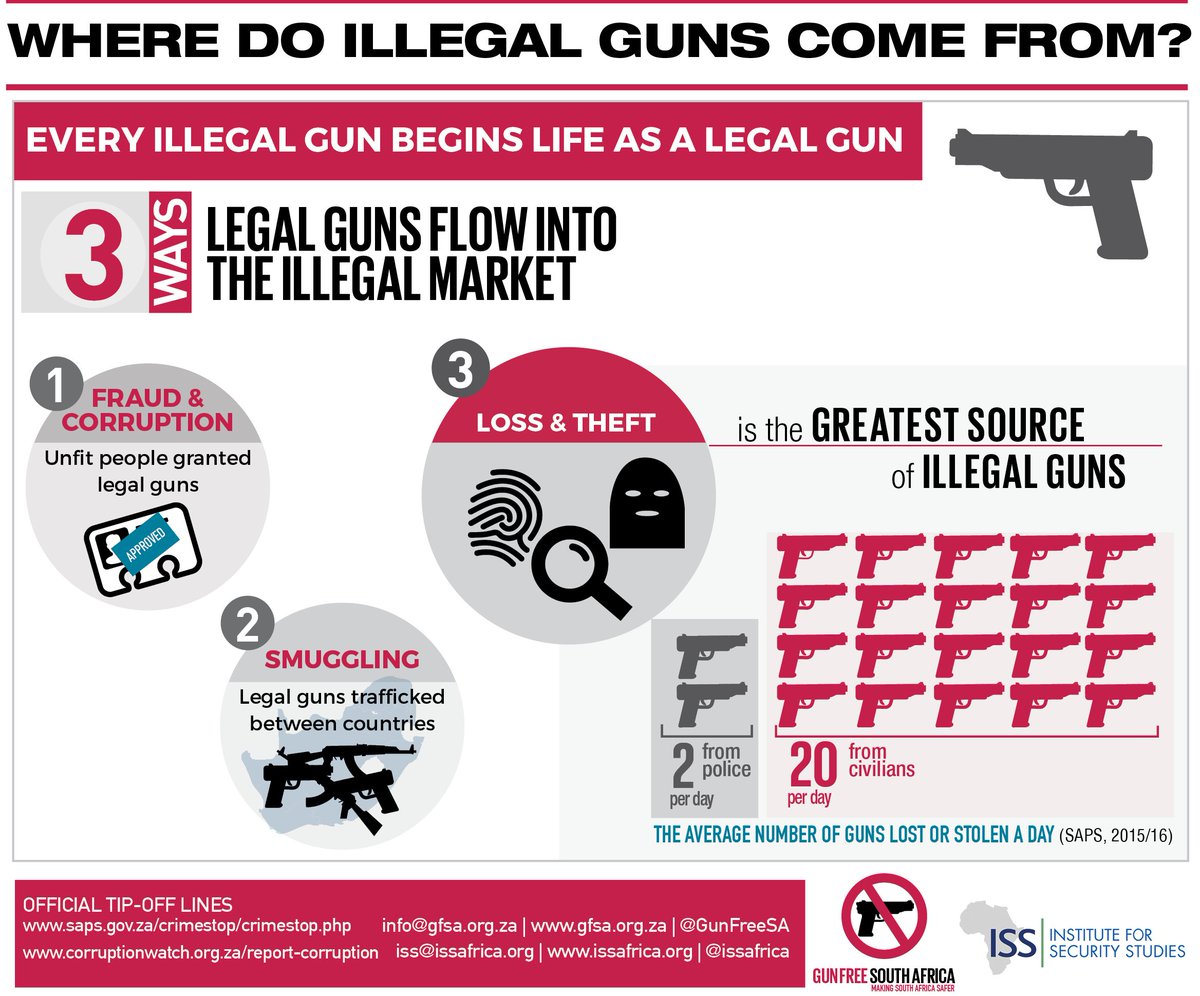 WHERE DO ILLEGAL GUNS COME FROM?
EVERY ILLEGAL GUN BEGINS LIFE AS A LEGAL GUN
3 WAYS
LEGAL GUNS FLOW INTO
THE ILLEGAL MARKET
1
FRAUD &
CORRUPTION
Unfit people granted
legal guns
APPROVED
2
SMUGGLING
Legal guns trafficked
between countries
3
LOSS & THEFT
is the GREATEST SOURCE
of ILLEGAL GUNS
2 from
police
per day
20 from
civilians
per day
THE AVERAGE NUMBER OF GUNS LOST OR STOLEN A DAY (SAPS, 2015/16)
OFFICIAL TIP-OFF LINES
www.saps.gov.za/crimestop/crimestop.php
www.corruptionwatch.org.za/report-corruption
info@gfsa.org.za | www.gfsa.org.za | @GunFreeSA
iss@issafrica.org | www.issafrica.org | @issafrica
GUN FREE SOUTH AFRICA
MAKING SOUTH AFRICA SAFER
ISS
INSTITUTE FOR
SECURITY STUDIES